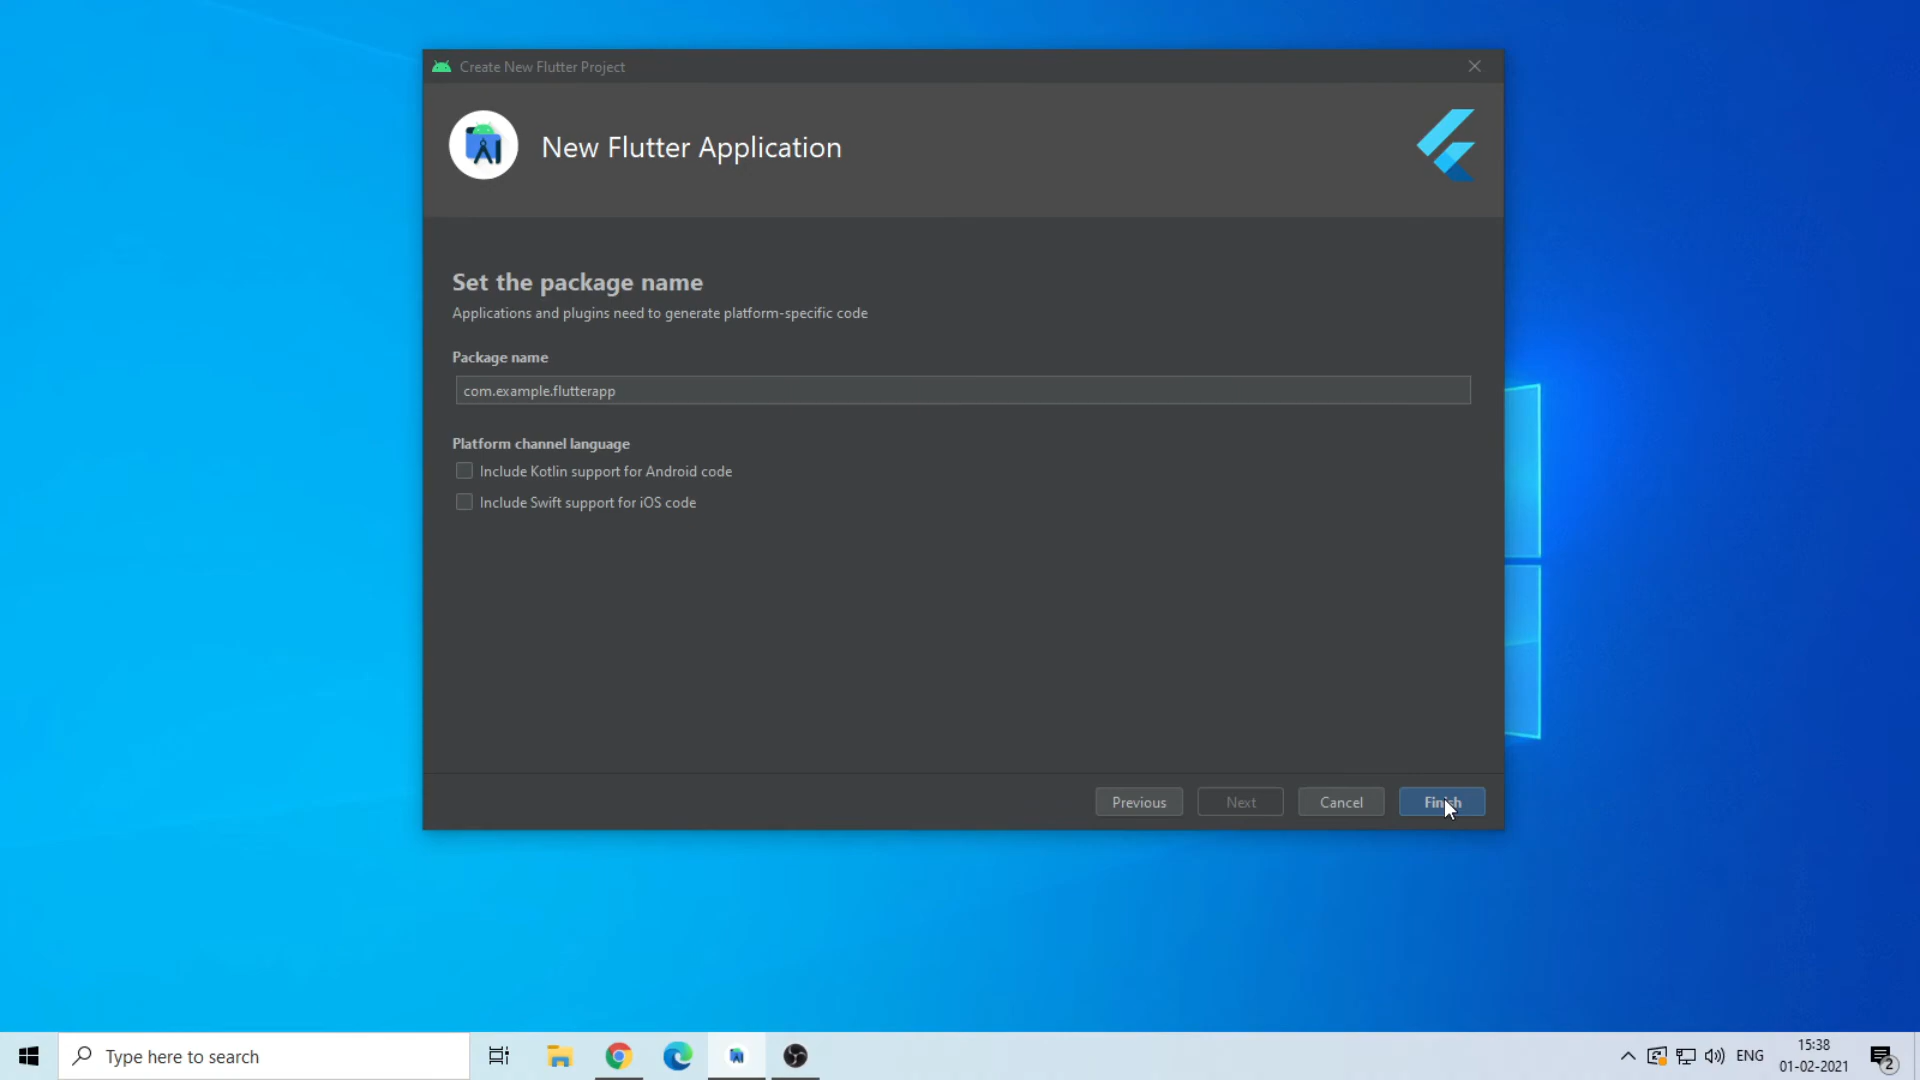 Create New Flutter Project
New Flutter Application
Set the package name
Applications and plugins need to generate platform-specific code
Package name
com.example.flutterapp
Platform channel language
Include Kotlin support for Android code
Include Swift support for iOS code
Previous
Next
Cancel
Finish
Type here to search
ENG
15:38
01-02-2021
2